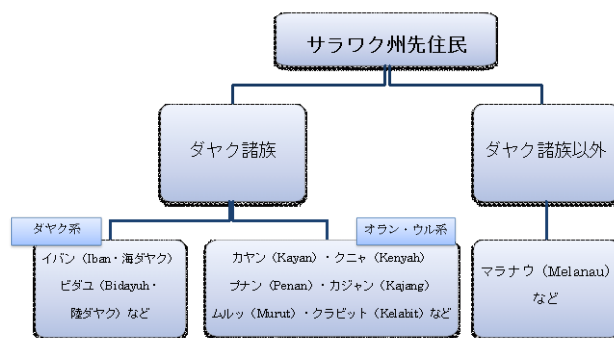 サラワク州先住民
ダヤク諸族
ダヤク諸族以外
ダヤク系
イバン（Iban・海ダヤク）
ビダユ（Bidayuh・
陸ダヤク）など
オラン・ウル系
カヤン（Kayan）・クニャ（Kenyah）
プナン（Penan）・カジャン（Kajang）
ムルッ（Murut）・クラビット（Kelabit）など
マラナウ（Melanau）
など